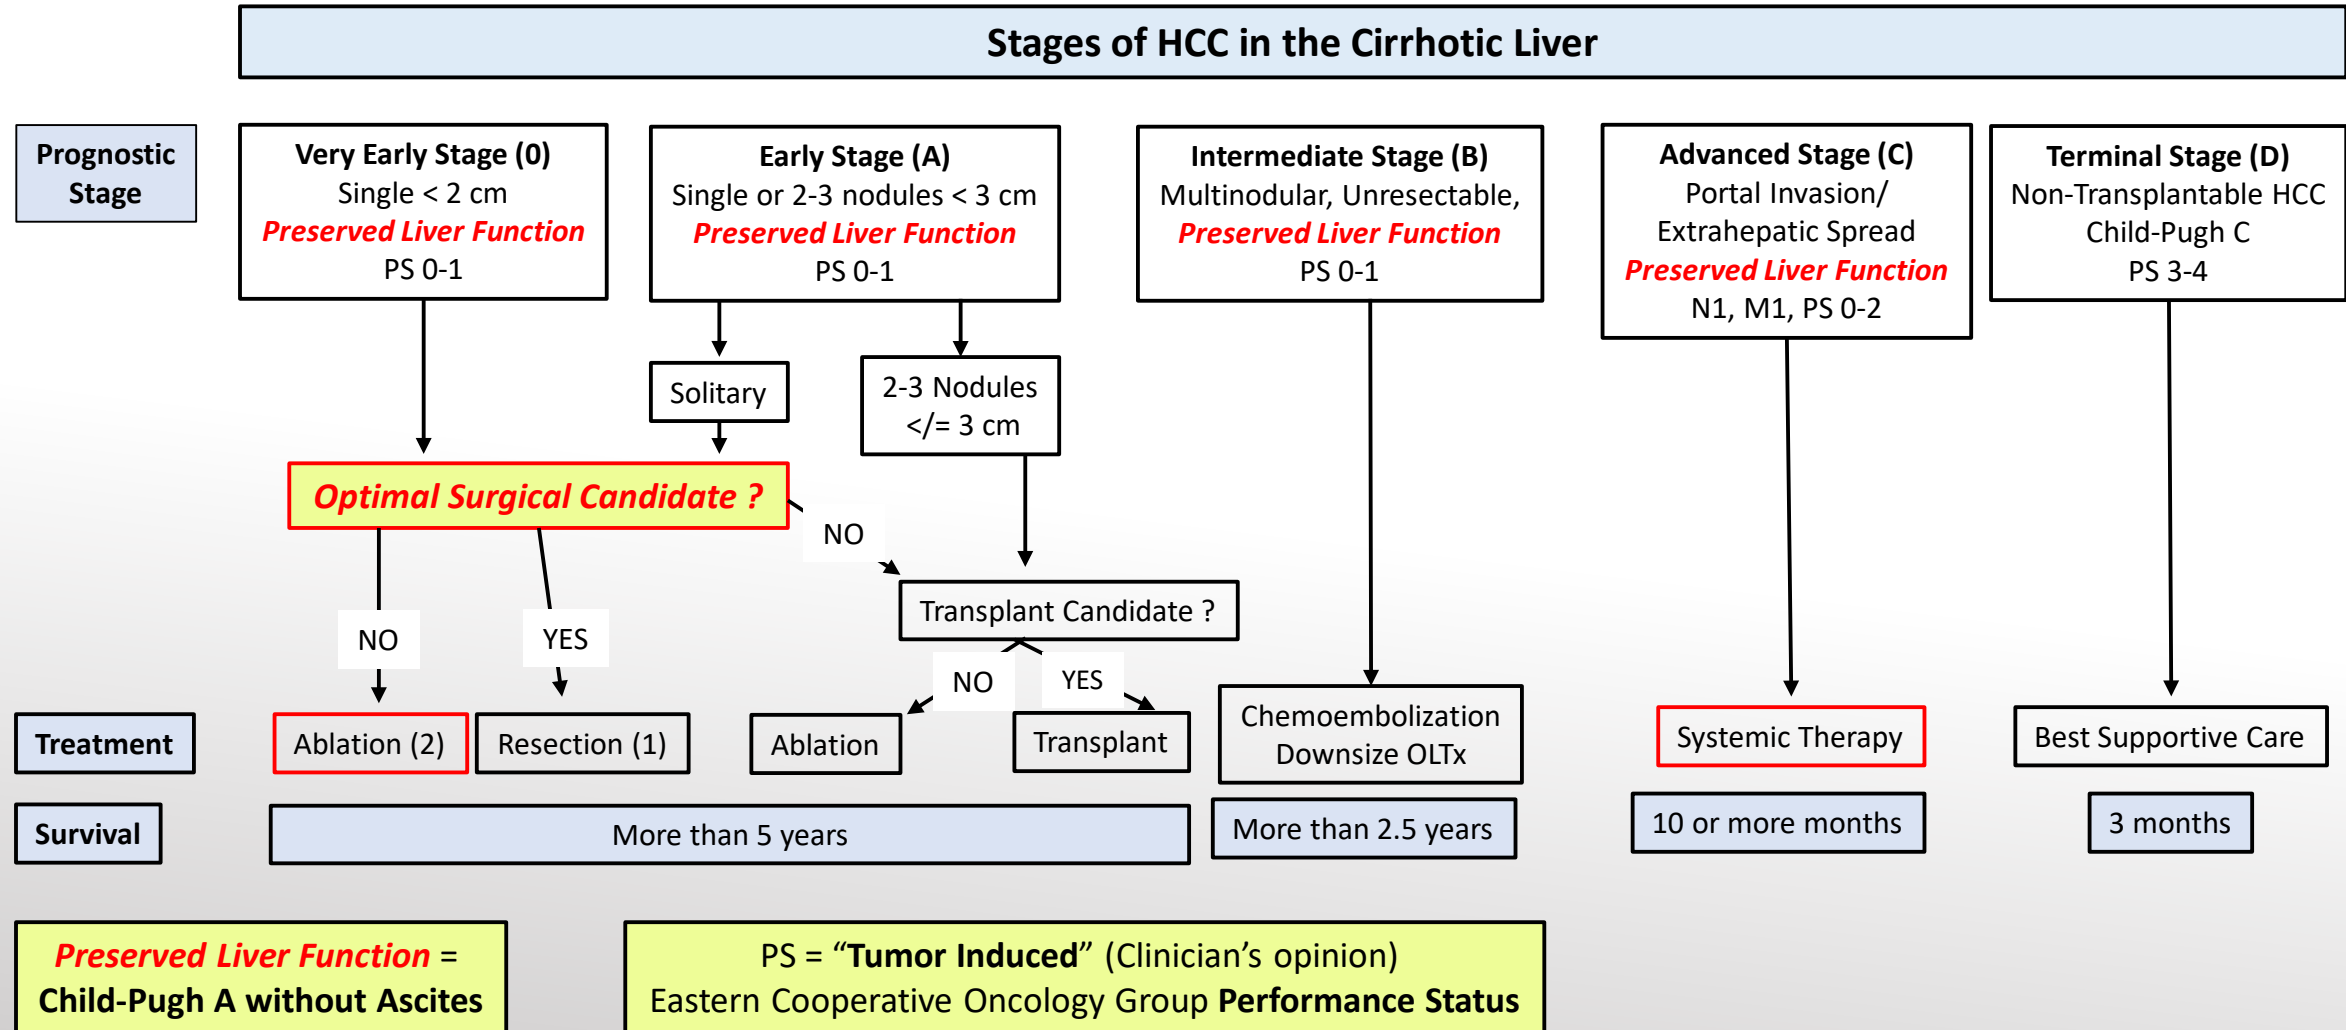 Stages of HCC in the Cirrhotic Liver
Prognostic
Stage
Very Early Stage (0)
Single < 2 cm
Preserved Liver Function
PS 0-1
Early Stage (A)
Single or 2-3 nodules < 3 cm
Preserved Liver Function
PS 0-1
Intermediate Stage (B)
Multinodular, Unresectable,
Preserved Liver Function
PS 0-1
Advanced Stage (C)
Portal Invasion/
Extrahepatic Spread
Preserved Liver Function
N1, M1, PS 0-2
Terminal Stage (D)
Non-Transplantable HCC
Child-Pugh C
PS 3-4
Solitary
2-3 Nodules
</= 3 cm
Optimal Surgical Candidate ?
NO
Transplant Candidate ?
NO
YES
NO
YES
Treatment
Ablation (2)
Resection (1)
Ablation
Transplant
Chemoembolization
Downsize OLTx
Systemic Therapy
Best Supportive Care
Survival
More than 5 years
More than 2.5 years
10 or more months
3 months
Preserved Liver Function =
Child-Pugh A without Ascites
PS = “Tumor Induced” (Clinician’s opinion)
Eastern Cooperative Oncology Group Performance Status